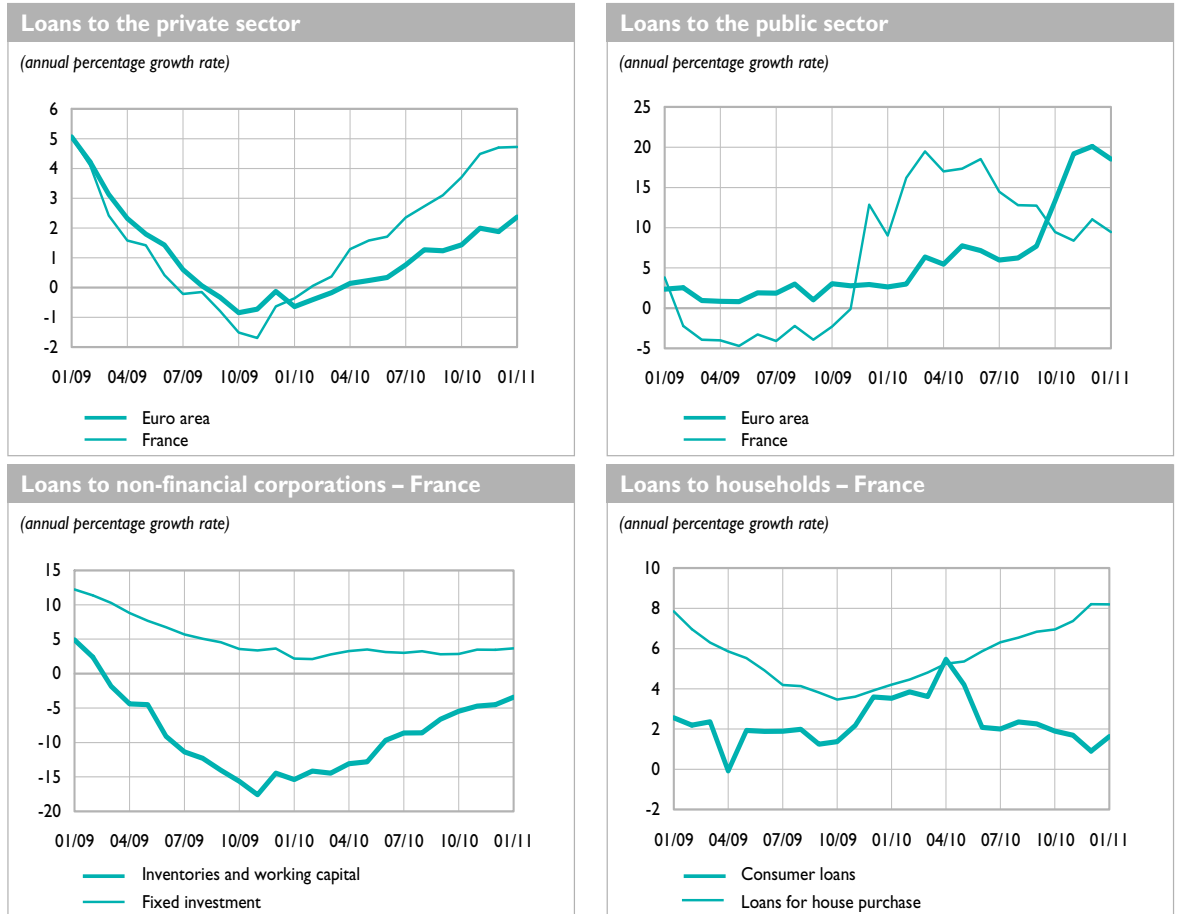 Loans to the private sector
(annual percentage growth rate)
6
5
4
3
2
1
0
-1
-2
01/09 04/09 07/09 10/09 01/10 04/10 07/10 10/10 01/11
Euro area
France
Loans to the public sector
(annual percentage growth rate)
25
20
15
10
5
0
-5
01/09 04/09 07/09 10/09 01/10 04/10 07/10 10/10 01/11
Euro area
France
Loans to non-financial corporations – France
(annual percentage growth rate)
15
10
5
0
-5
-10
-15
-20
01/09 04/09 07/09 10/09 01/10 04/10 07/10 10/10 01/11
Inventories and working capital
Fixed investment
Loans to households – France
(annual percentage growth rate)
10
8
6
4
2
0
-2
01/09 04/09 07/09 10/09 01/10 04/10 07/10 10/10 01/11
Consumer loans
Loans for house purchase